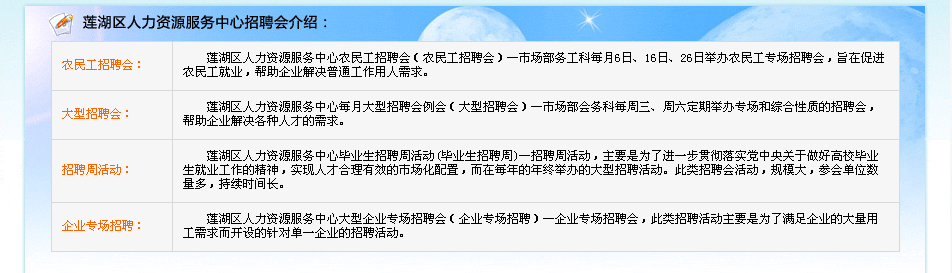 莲湖区人力资源服务中心招聘会介绍：
农民工招聘会：
莲湖区人力资源服务中心农民工招聘会（农民工招聘会）—市场部务工科每月6日、16日、26日举办农民工专场招聘会，旨在促进
农民工就业，帮助企业解决普通工作用人需求。
大型招聘会：
莲湖区人力资源服务中心每月大型招聘会例会（大型招聘会）—市场部会务科每周三、周六定期举办专场和综合性质的招聘会，
帮助企业解决各种人才的需求。
招聘周活动：
莲湖区人力资源服务中心毕业生招聘周活动(毕业生招聘周)—招聘周活动，主要是为了进一步贯彻落实党中央关于做好高校毕业
生就业工作的精神，实现人才合理有效的市场化配置，而在每年的年终举办的大型招聘活动。此类招聘会活动，规模大，参会单位数
量多，持续时间长。
企业专场招聘：
莲湖区人力资源服务中心大型企业专场招聘会（企业专场招聘）—企业专场招聘会，此类招聘活动主要是为了满足企业的大量用
工需求而开设的针对单一企业的招聘活动。